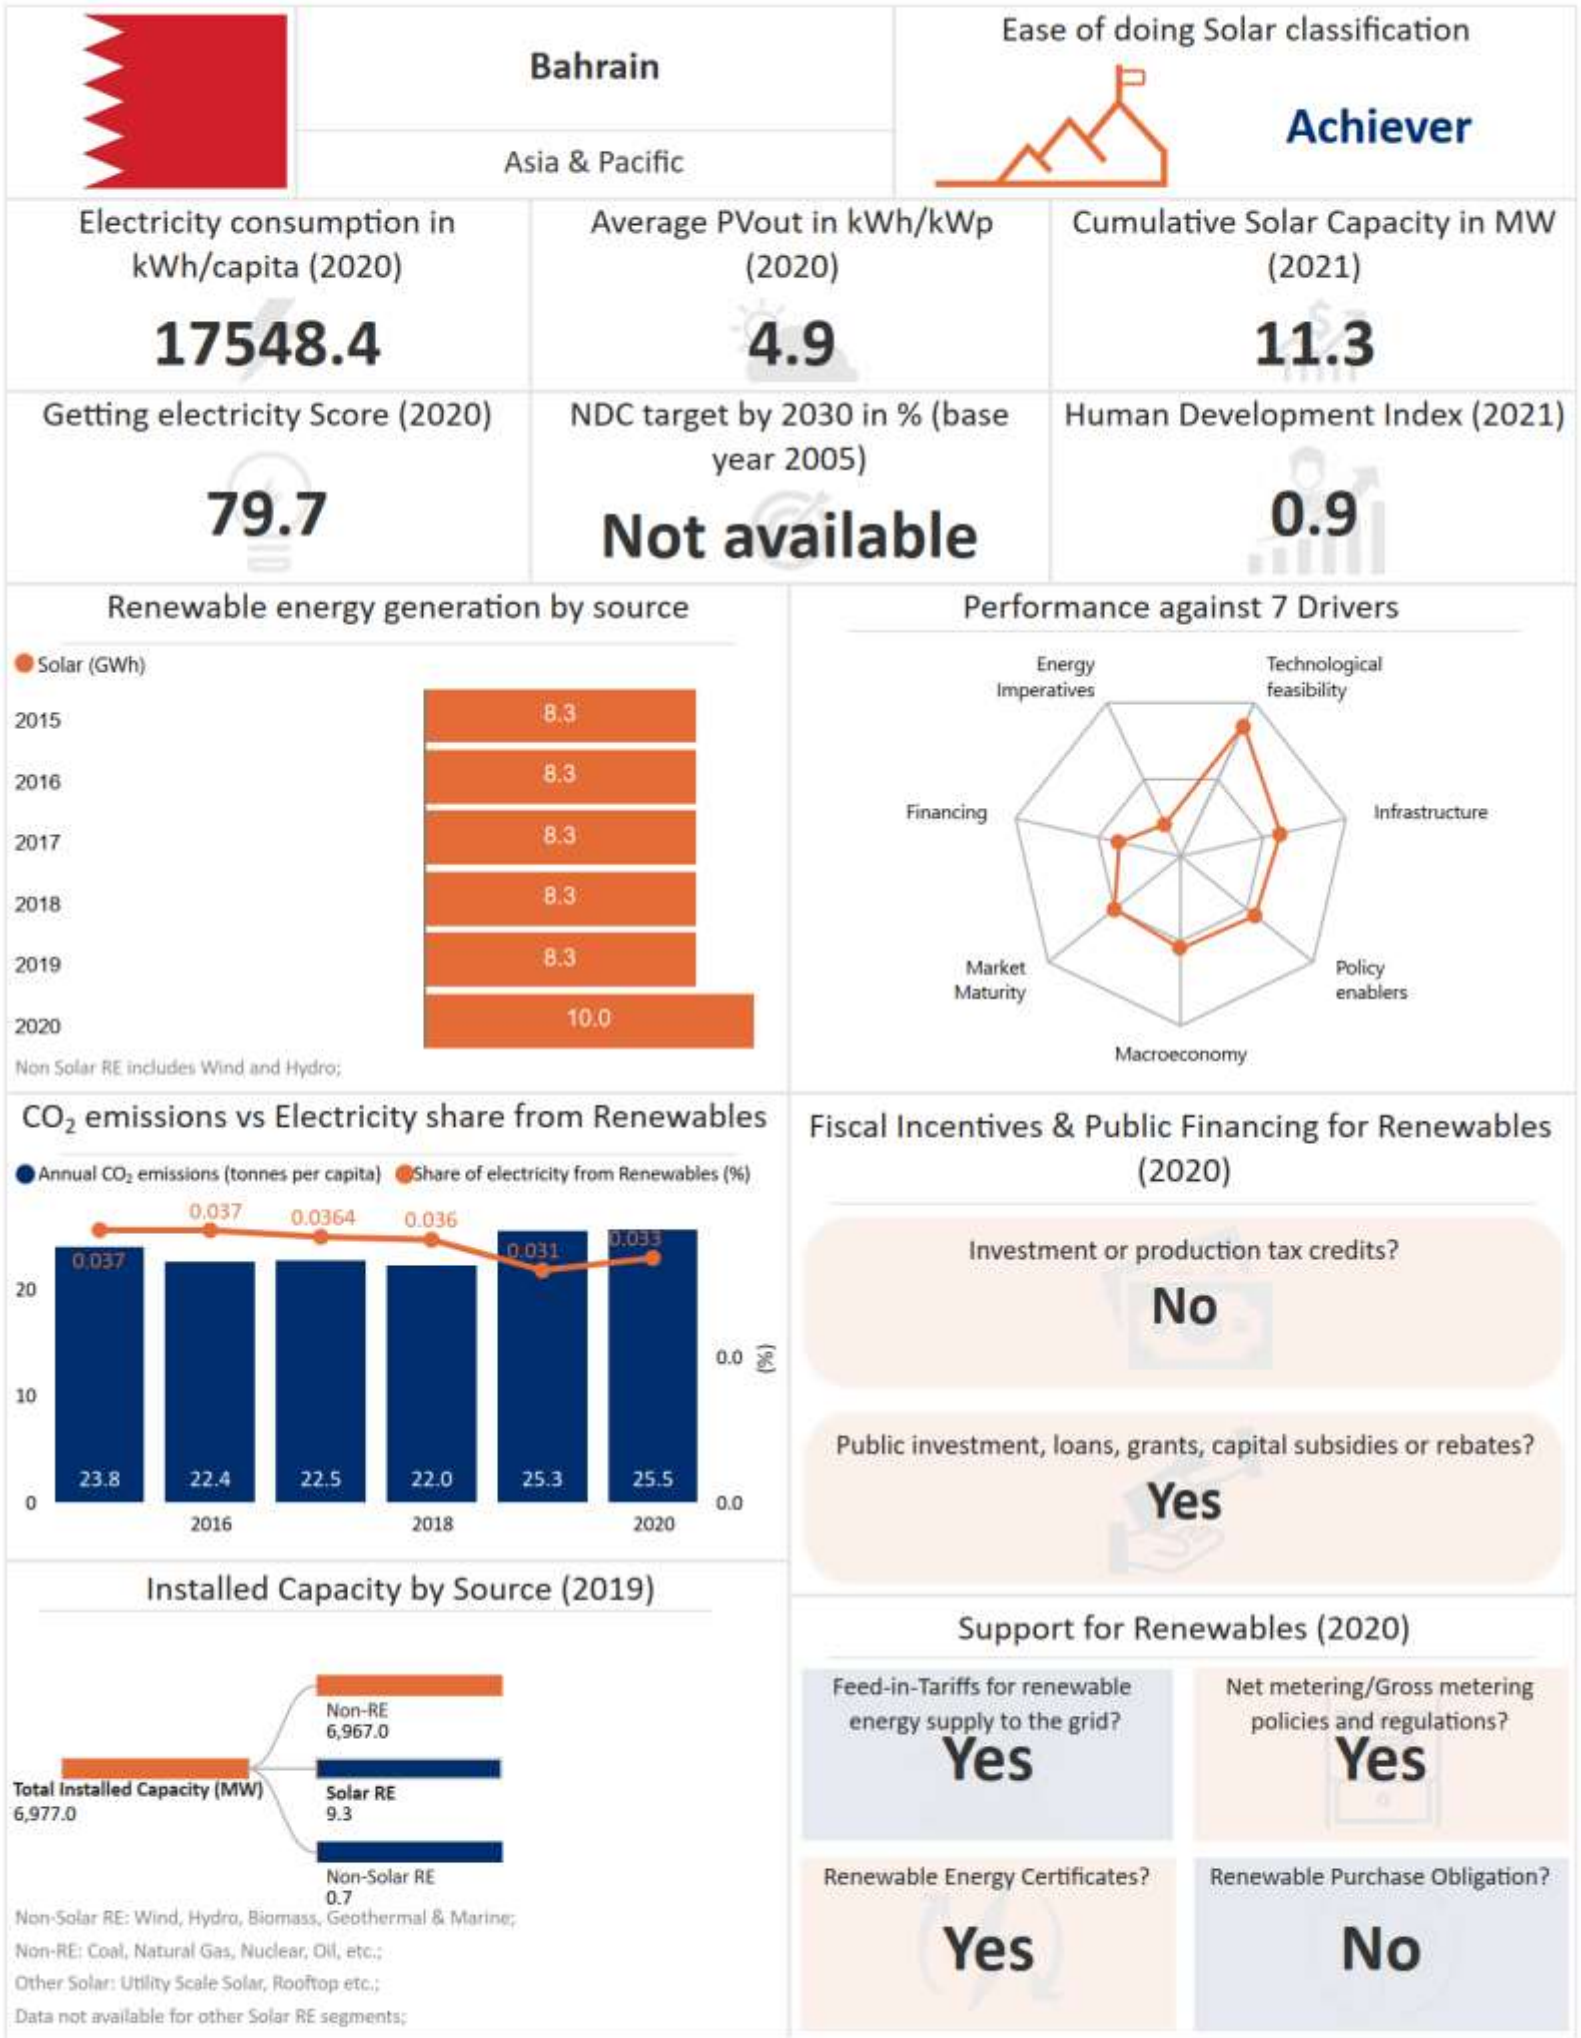 Bahrain
Asia & Pacific
Ease of doing Solar classification
Achiever
Electricity consumption in
kWh/capita (2020)
17548.4
Average PVout in kWh/kWp
(2020)
4.9
Cumulative Solar Capacity in MW
(2021)
11.3
Getting electricity Score (2020)
79.7
NDC target by 2030 in % (base
year 2005)
Not available
Human Development Index (2021)
0.9
Renewable energy generation by source
Solar (GWh)
2015
8.3
2016
8.3
2017
8.3
2018
8.3
2019
8.3
2020
10.0
Non Solar RE includes Wind and Hydro;
Performance against 7 Drivers
Energy
Imperatives
Technological
feasibility
Financing
Infrastructure
Market
Maturity
Policy
enablers
Macroeconomy
CO₂ emissions vs Electricity share from Renewables
Annual CO₂ emissions (tonnes per capita)
Share of electricity from Renewables (%)
0.037
0.037
0.0364
0.036
0.031
0.033
20
10
0
0.0
0.0
(%)
23.8
22.4
22.5
22.0
25.3
25.5
2016
2018
2020
Fiscal Incentives & Public Financing for Renewables
(2020)
Investment or production tax credits?
No
Public investment, loans, grants, capital subsidies or rebates?
Yes
Installed Capacity by Source (2019)
Total Installed Capacity (MW)
6,977.0
Non-RE
6,967.0
Solar RE
9.3
Non-Solar RE
0.7
Non-Solar RE: Wind, Hydro, Biomass, Geothermal & Marine;
Non-RE: Coal, Natural Gas, Nuclear, Oil, etc.;
Other Solar: Utility Scale Solar, Rooftop etc.;
Data not available for other Solar RE segments;
Support for Renewables (2020)
Feed-in-Tariffs for renewable
energy supply to the grid?
Yes
Net metering/Gross metering
policies and regulations?
Yes
Renewable Energy Certificates?
Yes
Renewable Purchase Obligation?
No